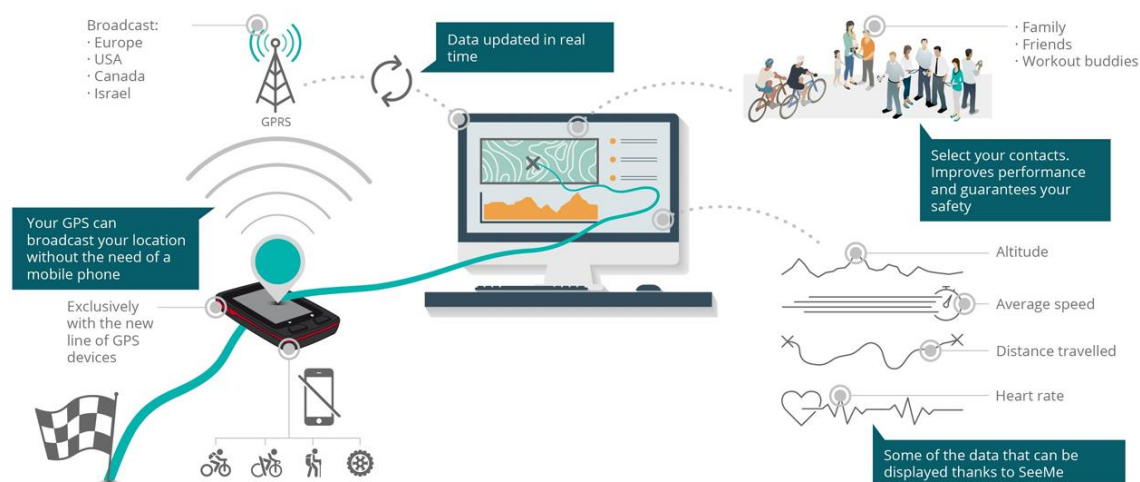 Broadcast:
· Europe
· USA
· Canada
· Israel
GPRS
Data updated in real
time
· Family
· Friends
· Workout buddies
Select your contacts.
Improves performance
and guarantees your
safety
Your GPS can
broadcast your location
without the need of a
mobile phone
Exclusively
with the new
line of GPS
devices
Altitude
Average speed
Distance travelled
Heart rate
Some of the data that can be
displayed thanks to SeeMe